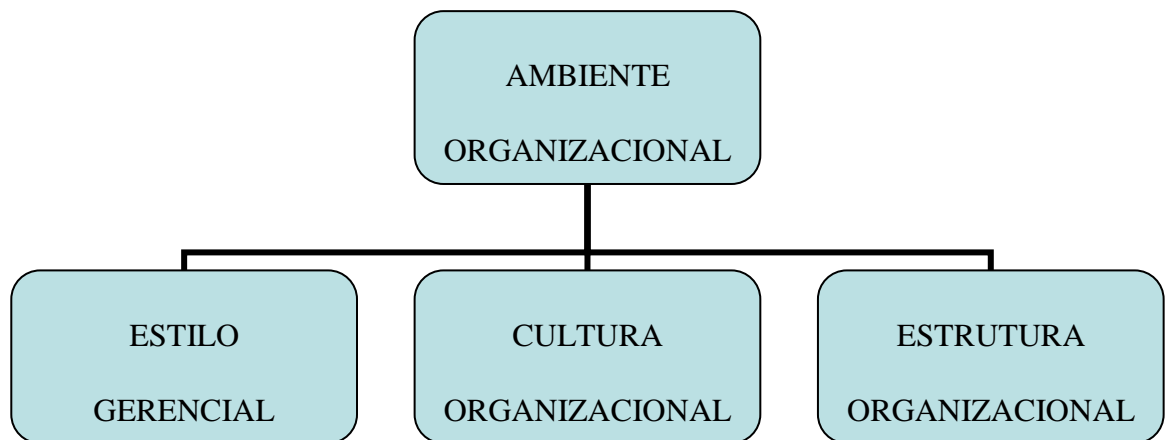 AMBIENTE
ORGANIZACIONAL
ESTILO
GERENCIAL
CULTURA
ORGANIZACIONAL
ESTRUTURA
ORGANIZACIONAL